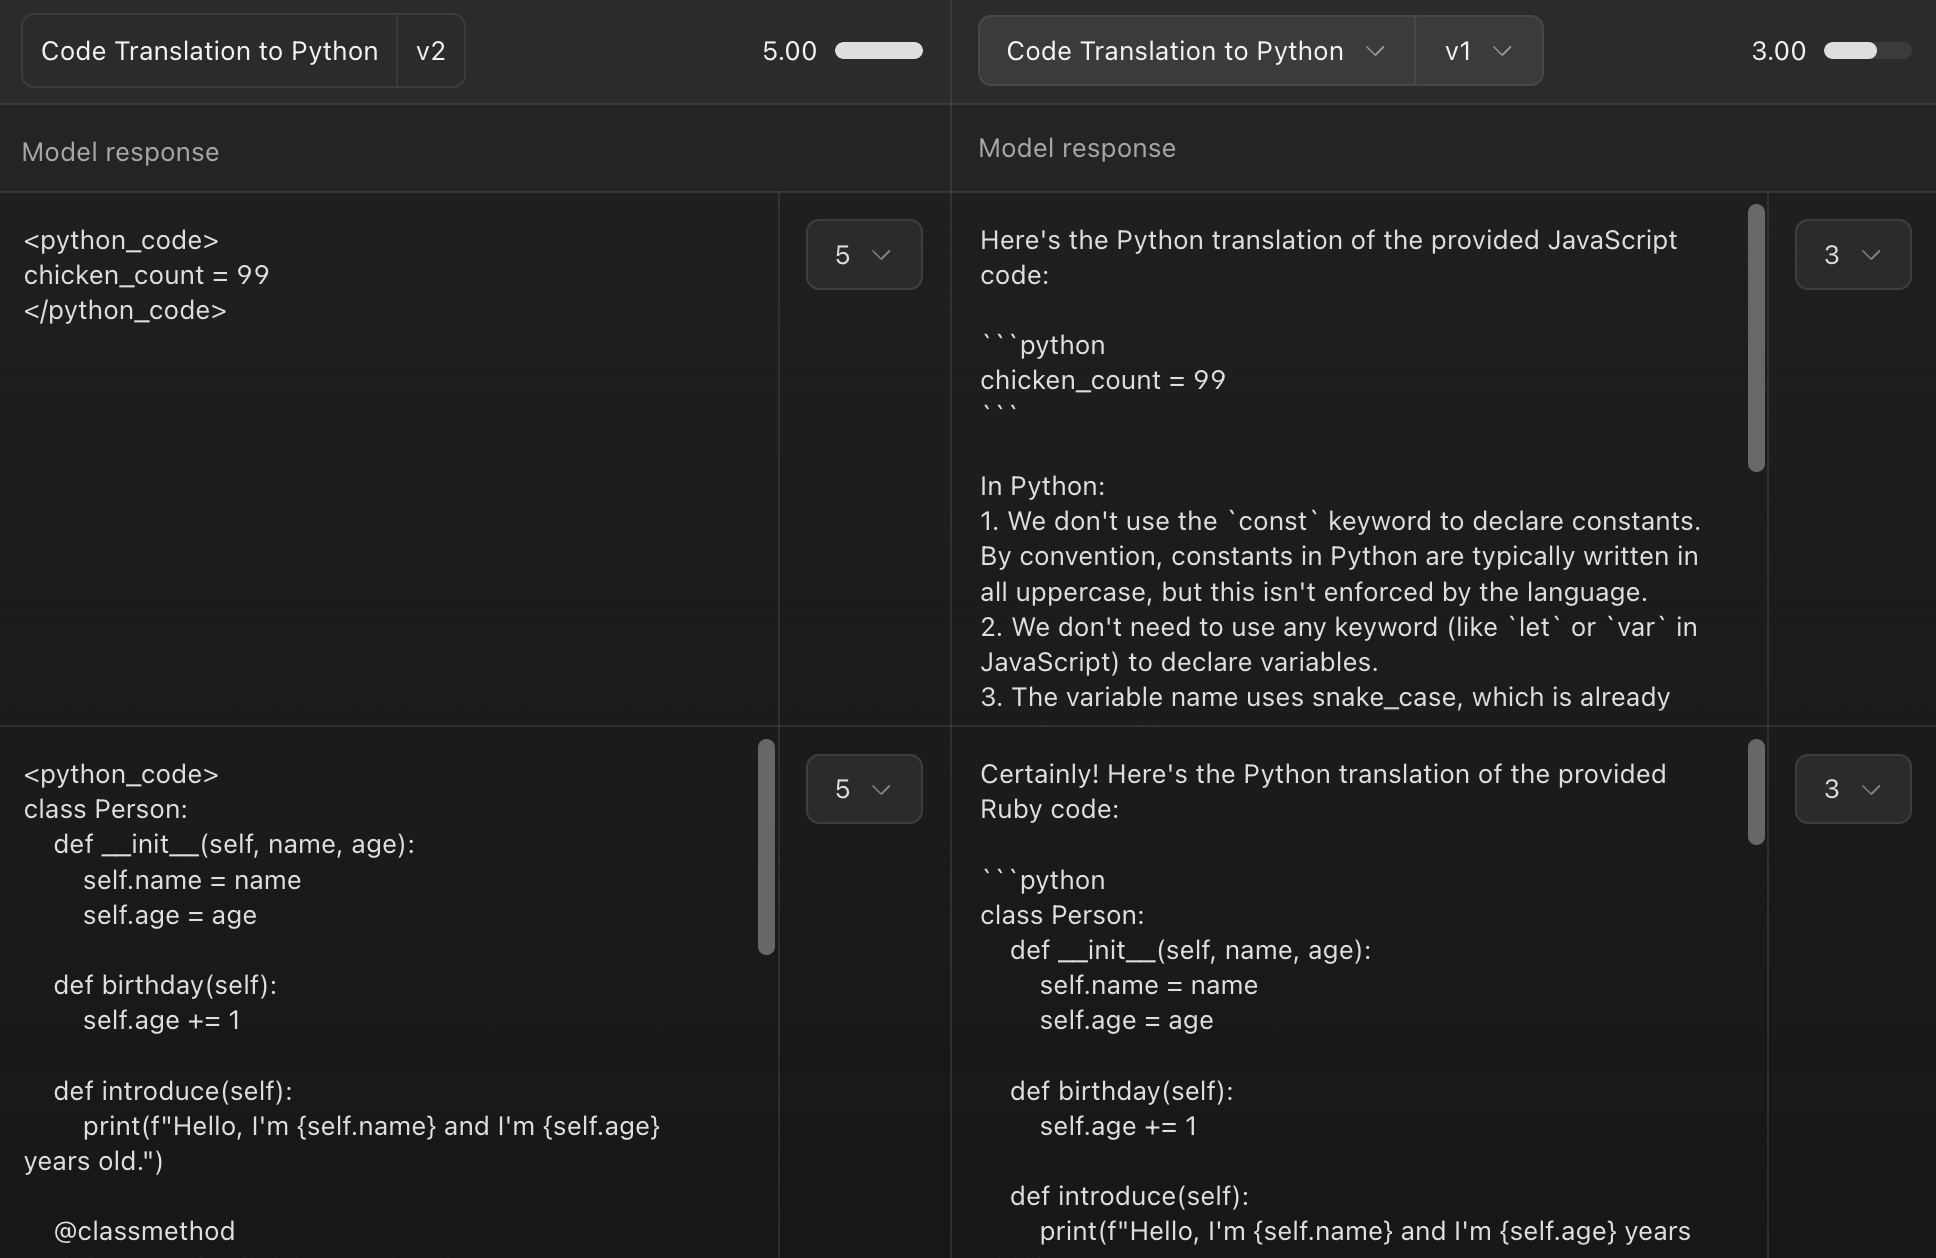 Code Translation to Python v2 5.00
Model response
<python_code>
chicken_count = 99
</python_code>
5
<python_code>
class Person:
    def __init__(self, name, age):
        self.name = name
        self.age = age

    def birthday(self):
        self.age += 1

    def introduce(self):
        print(f"Hello, I'm {self.name} and I'm {self.age}
years old.")

    @classmethod
5
Code Translation to Python v1 3.00
Model response
Here's the Python translation of the provided JavaScript
code:

```python
chicken_count = 99
```

In Python:
1. We don't use the `const` keyword to declare constants.
By convention, constants in Python are typically written in
all uppercase, but this isn't enforced by the language.
2. We don't need to use any keyword (like `let` or `var` in
JavaScript) to declare variables.
3. The variable name uses snake_case, which is already
3
Certainly! Here's the Python translation of the provided
Ruby code:

```python
class Person:
    def __init__(self, name, age):
        self.name = name
        self.age = age

    def birthday(self):
        self.age += 1

    def introduce(self):
        print(f"Hello, I'm {self.name} and I'm {self.age} years
3